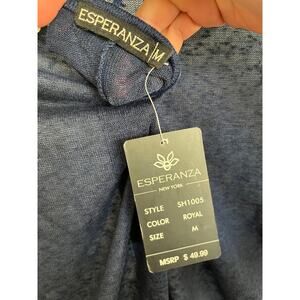 ESPERANZA M
ESPERANZA
NEW YORK
STYLE SH1005
COLOR ROYAL
SIZE M
MSRP $ 49.99